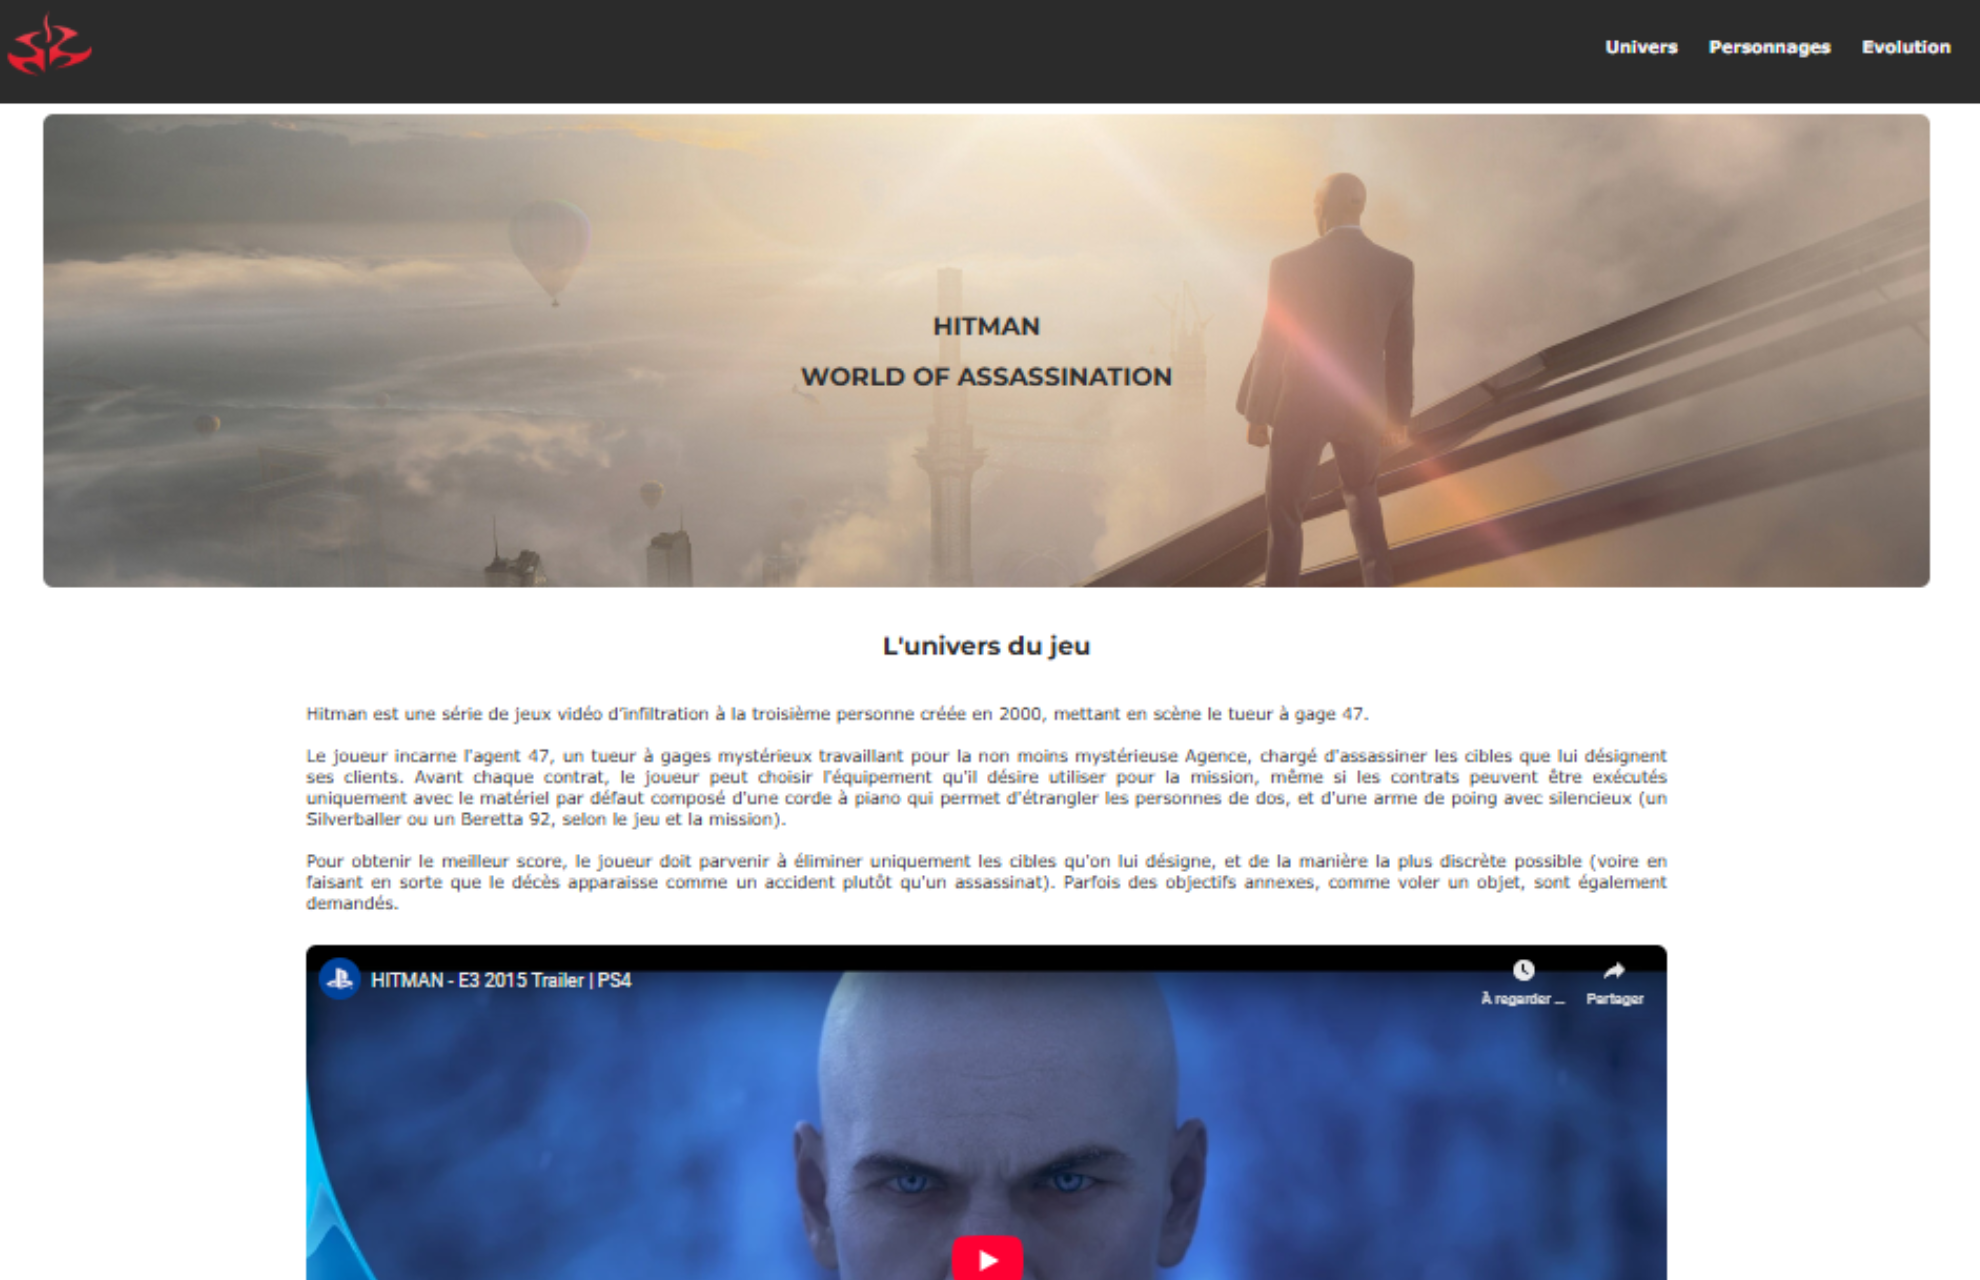 Univers Personnages Evolution
HITMAN
WORLD OF ASSASSINATION
L'univers du jeu
Hitman est une série de jeux vidéo d'infiltration à la troisième personne créée en 2000, mettant en scène le tueur à gage 47.
Le joueur incarne l'agent 47, un tueur à gages mystérieux travaillant pour la non moins mystérieuse Agence, chargé d'assassiner les cibles que lui désignent
ses clients. Avant chaque contrat, le joueur peut choisir l'équipement qu'il désire utiliser pour la mission, même si les contrats peuvent être exécutés
uniquement avec le matériel par défaut composé d'une corde à piano qui permet d'étrangler les personnes de dos, et d'une arme de poing avec silencieux (un
Silverballer ou un Beretta 92, selon le jeu et la mission).
Pour obtenir le meilleur score, le joueur doit parvenir à éliminer uniquement les cibles qu'on lui désigne, et de la manière la plus discrète possible (voire en
faisant en sorte que le décès apparaisse comme un accident plutôt qu'un assassinat). Parfois des objectifs annexes, comme voler un objet, sont également
demandés.
HITMAN - E3 2015 Trailer | PS4
À regarder ...
Partager